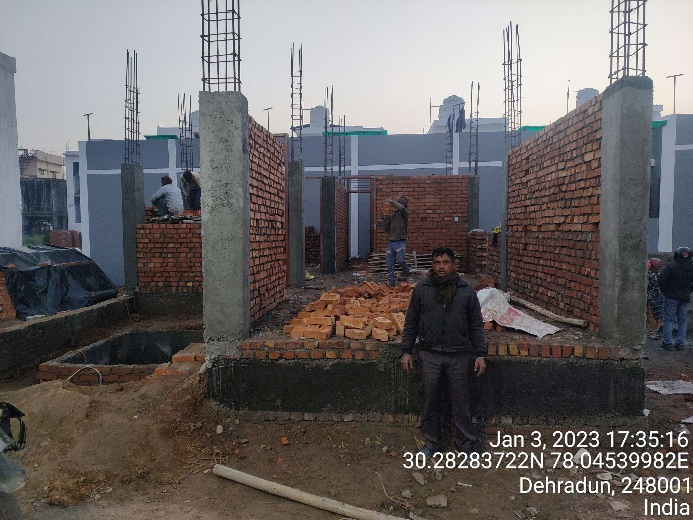 Jan 3, 2023 17:35:16
30.28283722N 78.04539982E
Dehradun, 248001
India